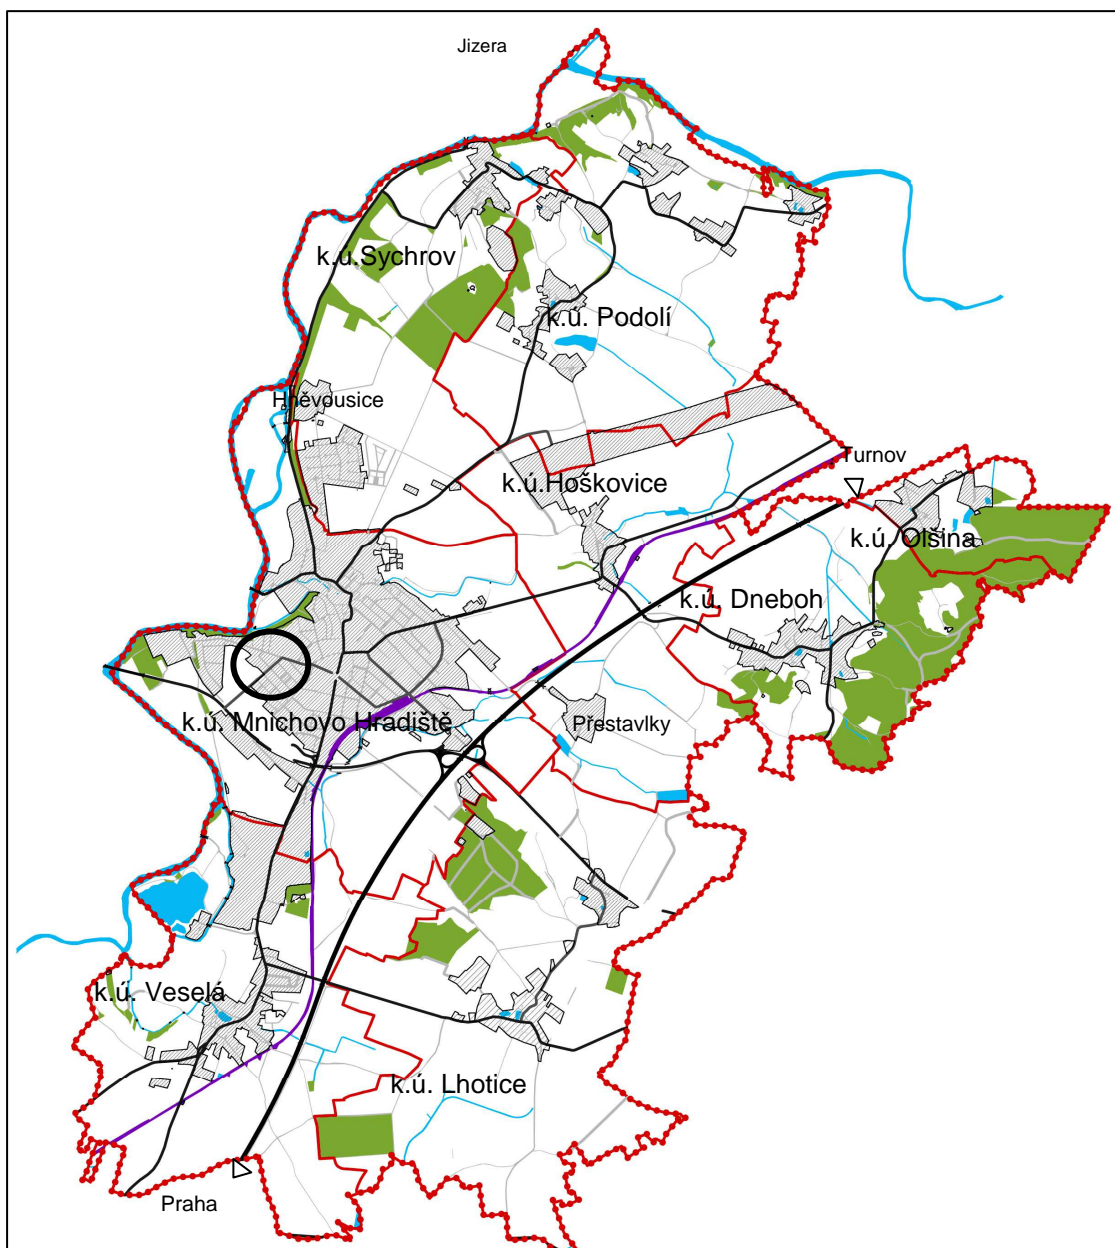 Jizera
k.ú.Sychrov
k.ú. Podolí
Hněvousice
Turnov
k.ú.Hoškovice
k.ú. Olšina
k.ú. Dneboh
k.ú. Mnichovo Hradiště
Přestavlky
k.ú. Veselá
k.ú. Lhotice
Praha